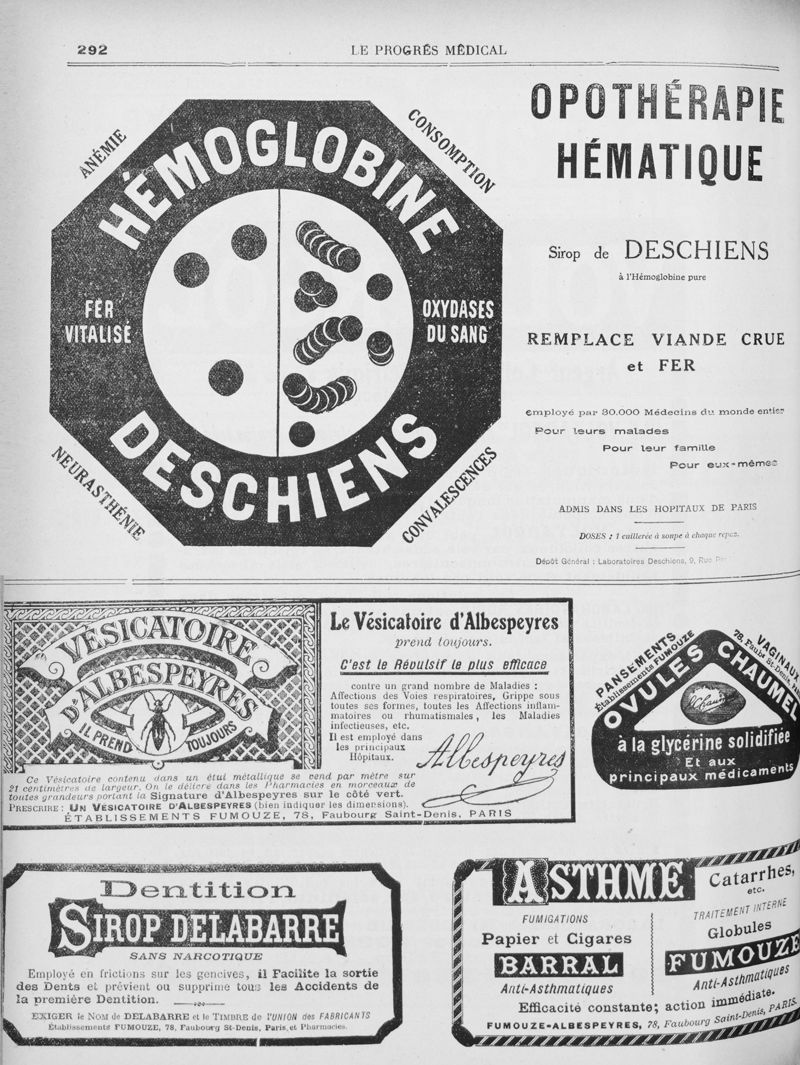 292
LE PROGRÉS MÉDICAL
ANÉMIE
CONSOMPTION
HÉMOGLOBINE
FER
VITALISÉ
OXYDASES
DU SANG
DESCHIENS
NEURASTHÉNIE
CONVALESCENCES
OPOTHÉRAPIE
HÉMATIQUE
Sirop de DESCHIENS
à l'Hémoglobine pure
REMPLACE VIANDE CRUE
et FER
employé par 30.000 Médecins du monde entier
Pour leurs malades
Pour leur famille
Pour eux-mêmes
ADMIS DANS LES HOPITAUX DE PARIS
DOSES : 1 cuillerée à soupe à chaque repas.
Dépôt Général : Laboratoires Deschiens, 9, Rue
VÉSICATOIRE
D'ALBESPEYRES
IL PREND TOUJOURS
Le Vésicatoire d'Albespeyres
prend toujours.
C'est le Révulsif le plus efficace
contre un grand nombre de Maladies :
Affections des Voies respiratoires, Grippe sous
toutes ses formes, toutes les Affections inflam-
matoires ou rhumatismales, les Maladies
infectieuses, etc.
Il est employé dans
les principaux
Hôpitaux.
Albespeyres
Ce Vésicatoire contenu dans un étui métallique se vend par mètre sur
21 centimètres de largeur. On le délivre dans les Pharmacies en morceaux de
toutes grandeurs portant la Signature d'Albespeyres sur le côté vert.
PRESCRIRE : UN VÉSICATOIRE D'ALBESPEYRES (bien indiquer les dimensions).
ÉTABLISSEMENTS FUMOUZE, 78, Faubourg Saint-Denis, PARIS
PANSEMENTS VAGINAUX
Établissements FUMOUZE 78, Faubg St-Denis,
OVULES CHAUMEL
à la glycérine solidifiée
Et aux
principaux médicaments
Dentition
SIROP DELABARRE
SANS NARCOTIQUE
Employé en frictions sur les gencives, il Facilite la sortie
des Dents et prévient ou supprime tous les Accidents de
la première Dentition.
EXIGER le NOM de DELABARRE et le TIMBRE de l'UNION des FABRICANTS
Établissements FUMOUZE, 78, Faubourg St-Denis, Paris, et Pharmacies.
ASTHME
Catarrhes,
etc.
FUMIGATIONS
Papier et Cigares
BARRAL
Anti-Asthmatiques
TRAITEMENT INTERNE
Globules
FUMOUZE
Anti-Asthmatiques
Efficacité constante; action immédiate.
FUMOUZE-ALBESPEYRES, 78, Faubourg Saint-Denis, PARIS.